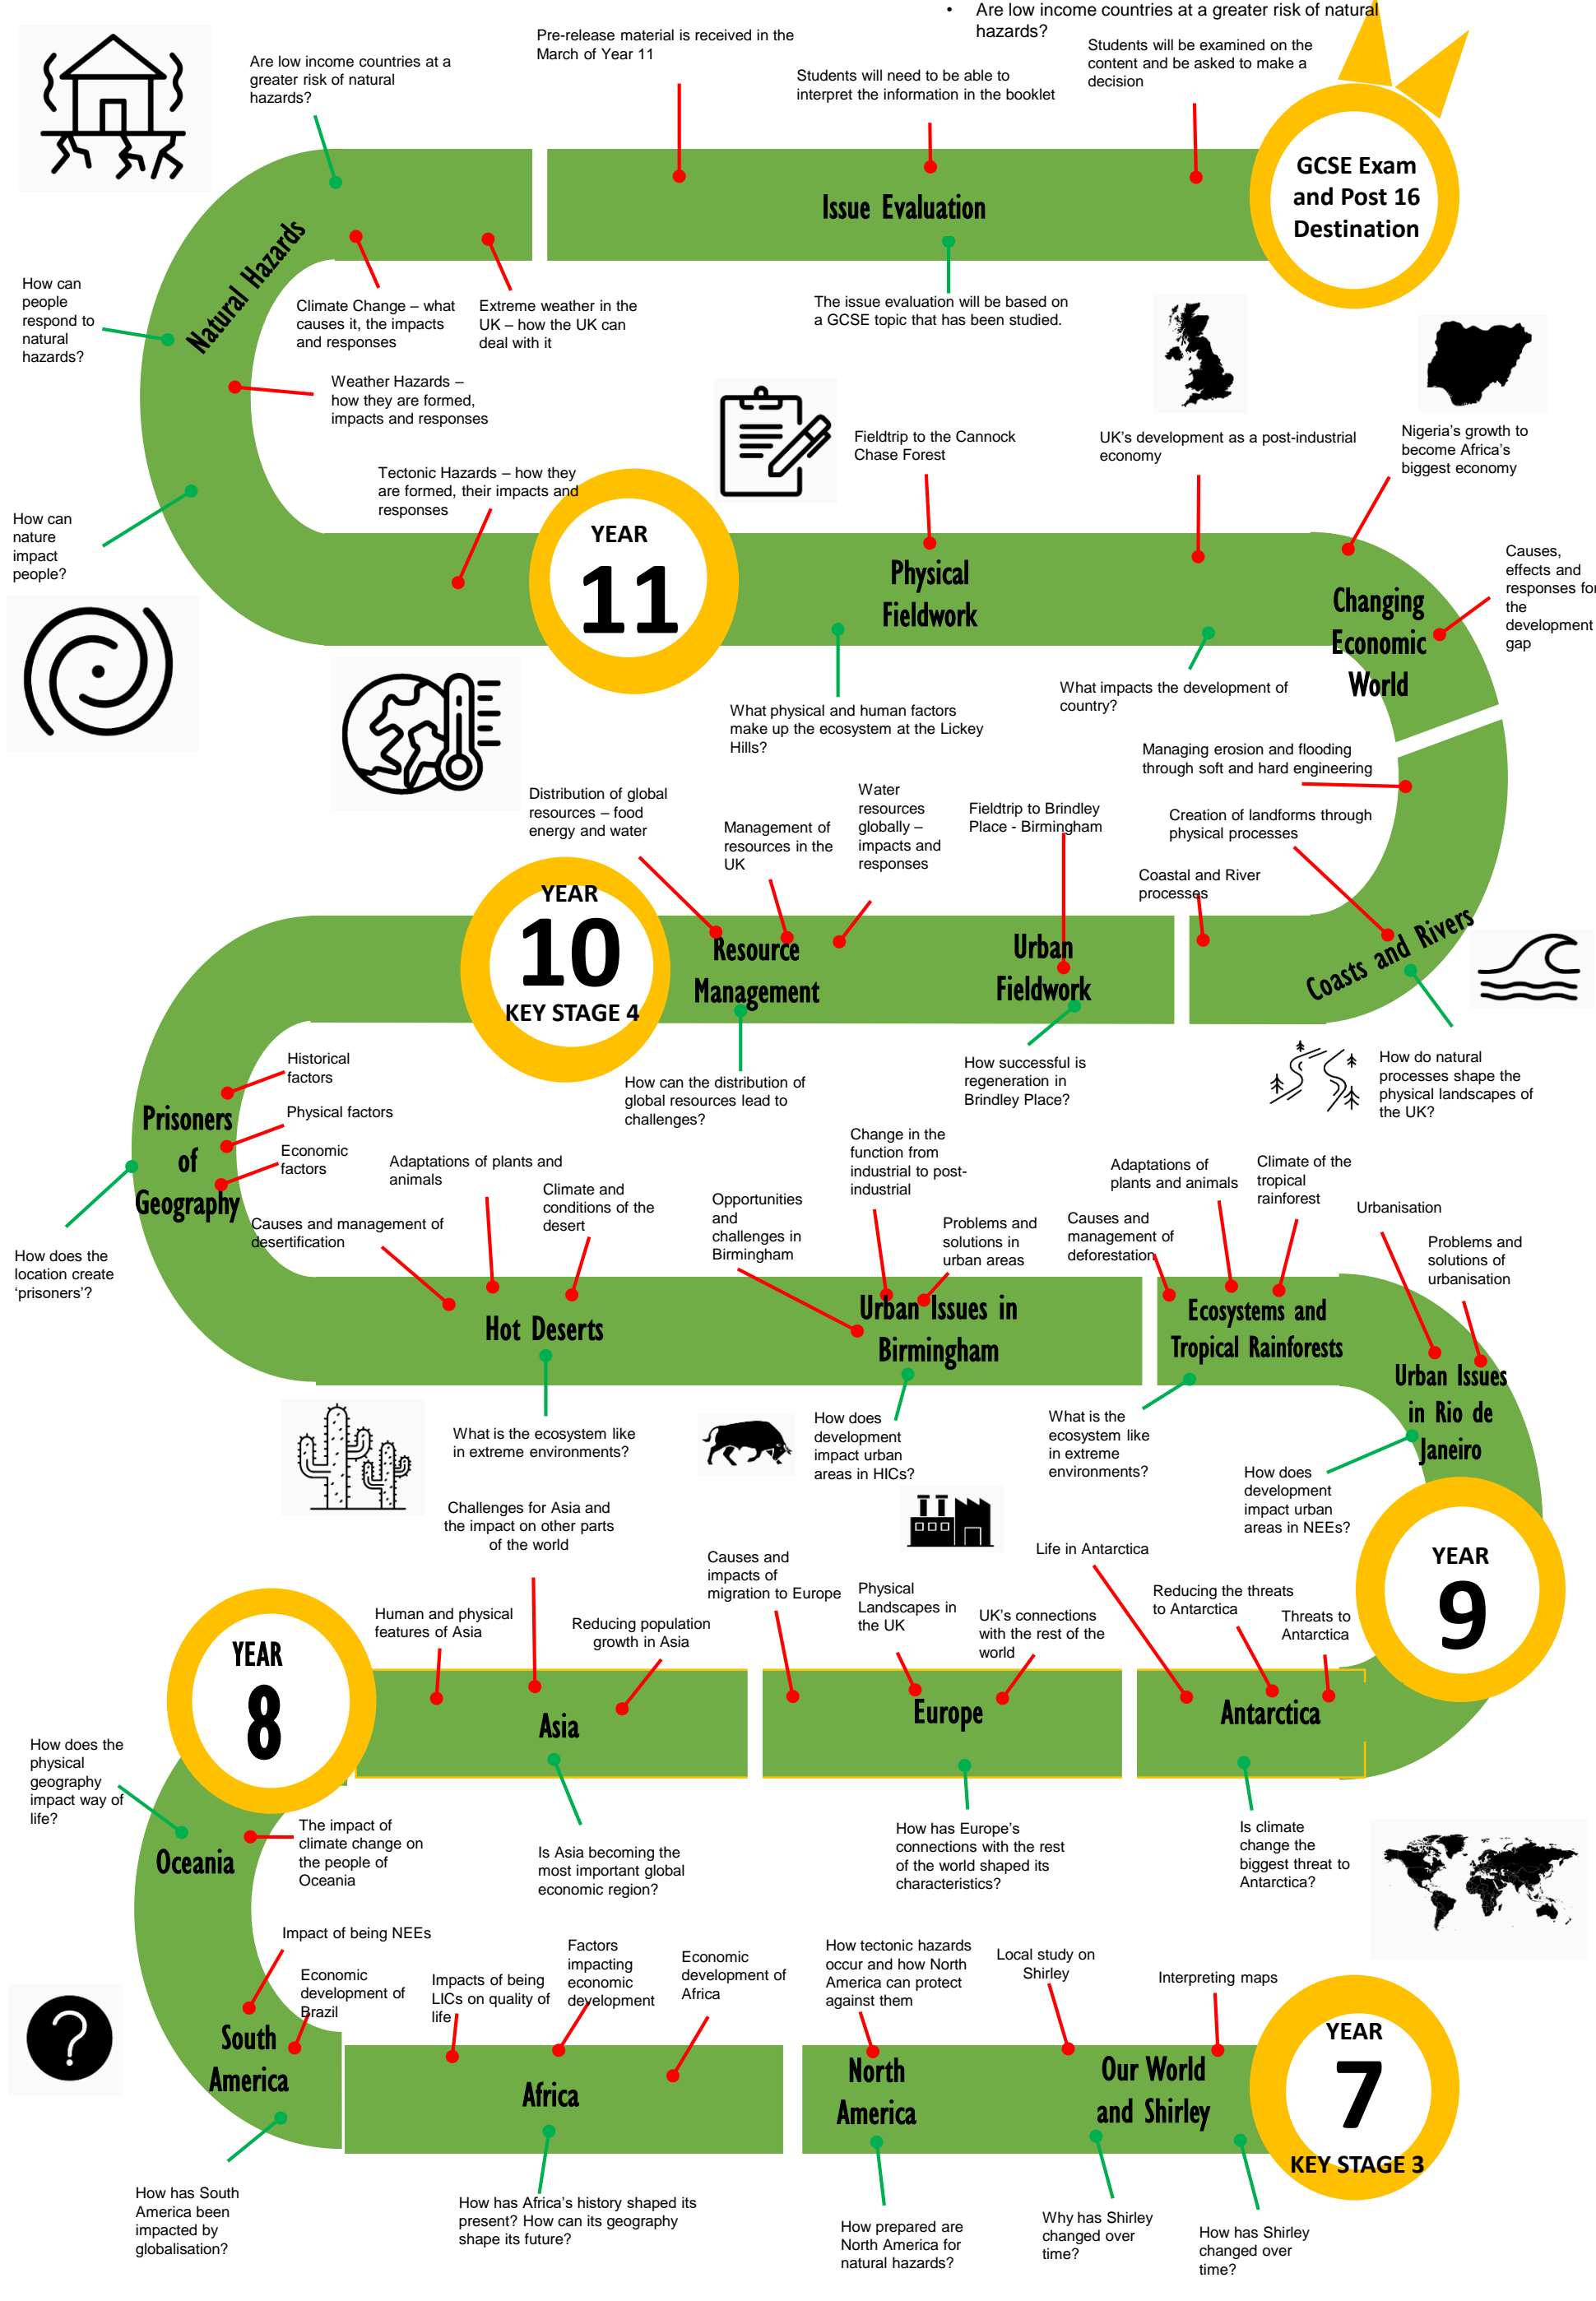 • Are low income countries at a greater risk of natural
hazards?
Pre-release material is received in the
March of Year 11
Students will be examined on the
content and be asked to make a
decision
Are low income countries at a
greater risk of natural
hazards?
Students will need to be able to
interpret the information in the booklet
GCSE Exam
and Post 16
Destination
Issue Evaluation
Natural Hazards
How can
people
respond to
natural
hazards?
Climate Change – what
causes it, the impacts
and responses
Extreme weather in the
UK – how the UK can
deal with it
The issue evaluation will be based on
a GCSE topic that has been studied.
Weather Hazards –
how they are formed,
impacts and responses
Fieldtrip to the Cannock
Chase Forest
UK's development as a post-industrial
economy
Nigeria's growth to
become Africa's
biggest economy
Tectonic Hazards – how they
are formed, their impacts and
responses
How can
nature
impact
people?
YEAR
11
Physical
Fieldwork
Changing
Economic
World
Causes,
effects and
responses for
the
development
gap
What physical and human factors
make up the ecosystem at the Lickey
Hills?
What impacts the development of
country?
Managing erosion and flooding
through soft and hard engineering
Distribution of global
resources – food
energy and water
Management of
resources in the
UK
Water
resources
globally –
impacts and
responses
Fieldtrip to Brindley
Place - Birmingham
Creation of landforms through
physical processes
Coastal and River
processes
YEAR
10
KEY STAGE 4
Resource
Management
Urban
Fieldwork
Coasts and Rivers
How can the distribution of
global resources lead to
challenges?
How successful is
regeneration in
Brindley Place?
How do natural
processes shape the
physical landscapes of
the UK?
Historical
factors
Physical factors
Economic
factors
Prisoners
of
Geography
How does the
location create
‘prisoners’?
Causes and management of
desertification
Adaptations of plants and
animals
Climate and
conditions of the
desert
Opportunities
and
challenges in
Birmingham
Change in the
function from
industrial to post-
industrial
Problems and
solutions in
urban areas
Causes and
management of
deforestation
Adaptations of
plants and animals
Climate of the
tropical
rainforest
Urbanisation
Problems and
solutions of
urbanisation
Hot Deserts
Urban Issues in
Birmingham
Ecosystems and
Tropical Rainforests
Urban Issues
in Rio de
Janeiro
What is the ecosystem like
in extreme environments?
How does
development
impact urban
areas in HICs?
What is the
ecosystem like
in extreme
environments?
How does
development
impact urban
areas in NEEs?
YEAR
9
Challenges for Asia and
the impact on other parts
of the world
Human and physical
features of Asia
Reducing population
growth in Asia
Causes and
impacts of
migration to Europe
Physical
Landscapes in
the UK
UK's connections
with the rest of the
world
Life in Antarctica
Reducing the threats
to Antarctica
Threats to
Antarctica
YEAR
8
Asia
Europe
Antarctica
How does the
physical
geography
impact way of
life?
Is Asia becoming the
most important global
economic region?
How has Europe's
connections with the rest
of the world shaped its
characteristics?
Is climate
change the
biggest threat to
Antarctica?
Oceania
The impact of
climate change on
the people of
Oceania
Impact of being NEEs
Economic
development of
Brazil
Impacts of being
LICs on quality of
life
Factors
impacting
economic
development
Economic
development of
Africa
How tectonic hazards
occur and how North
America can protect
against them
Local study on
Shirley
Interpreting maps
South
America
Africa
North
America
Our World
and Shirley
YEAR
7
KEY STAGE 3
How has South
America been
impacted by
globalisation?
How has Africa's history shaped its
present? How can its geography
shape its future?
How prepared are
North America for
natural hazards?
Why has Shirley
changed over
time?
How has Shirley
changed over
time?
?